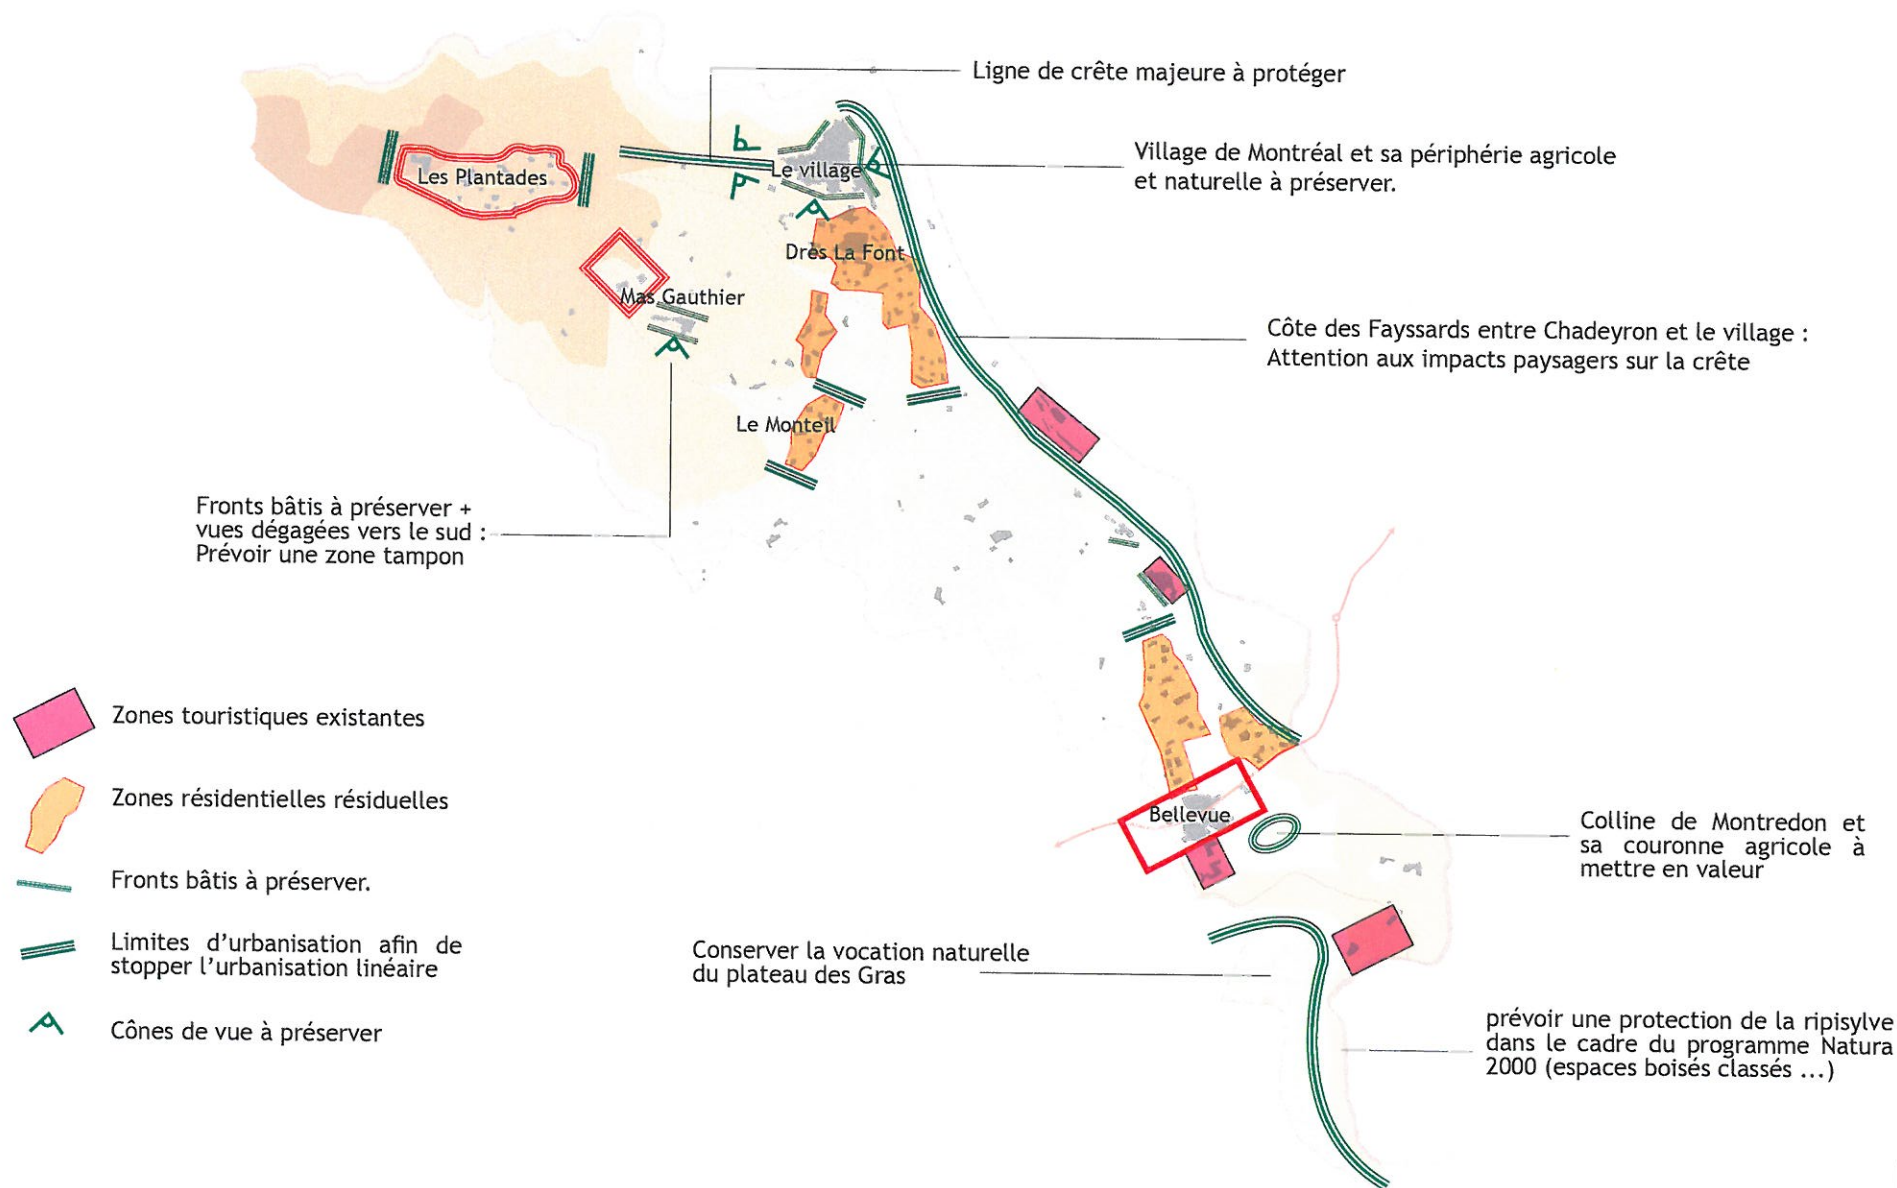 Ligne de crête majeure à protéger
Village de Montréal et sa périphérie agricole
et naturelle à préserver.
Les Plantades
Le village
Drès La Font
Mas Gauthier
Côte des Fayssards entre Chadeyron et le village :
Attention aux impacts paysagers sur la crête
Le Monteil
Fronts bâtis à préserver +
vues dégagées vers le sud :
Prévoir une zone tampon
Zones touristiques existantes
Zones résidentielles résiduelles
Fronts bâtis à préserver.
Limites d'urbanisation afin de
stopper l'urbanisation linéaire
Cônes de vue à préserver
Bellevue
Colline de Montredon et
sa couronne agricole à
mettre en valeur
Conserver la vocation naturelle
du plateau des Gras
prévoir une protection de la ripisylve
dans le cadre du programme Natura
2000 (espaces boisés classés ...)